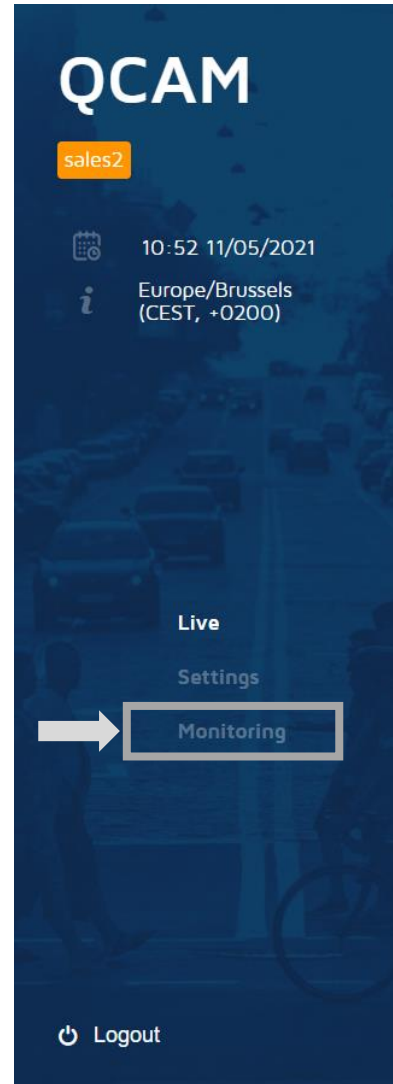 QCAM
sales2
10:52 11/05/2021
Europe/Brussels
(CEST, +0200)
Live
Settings
Monitoring
Logout